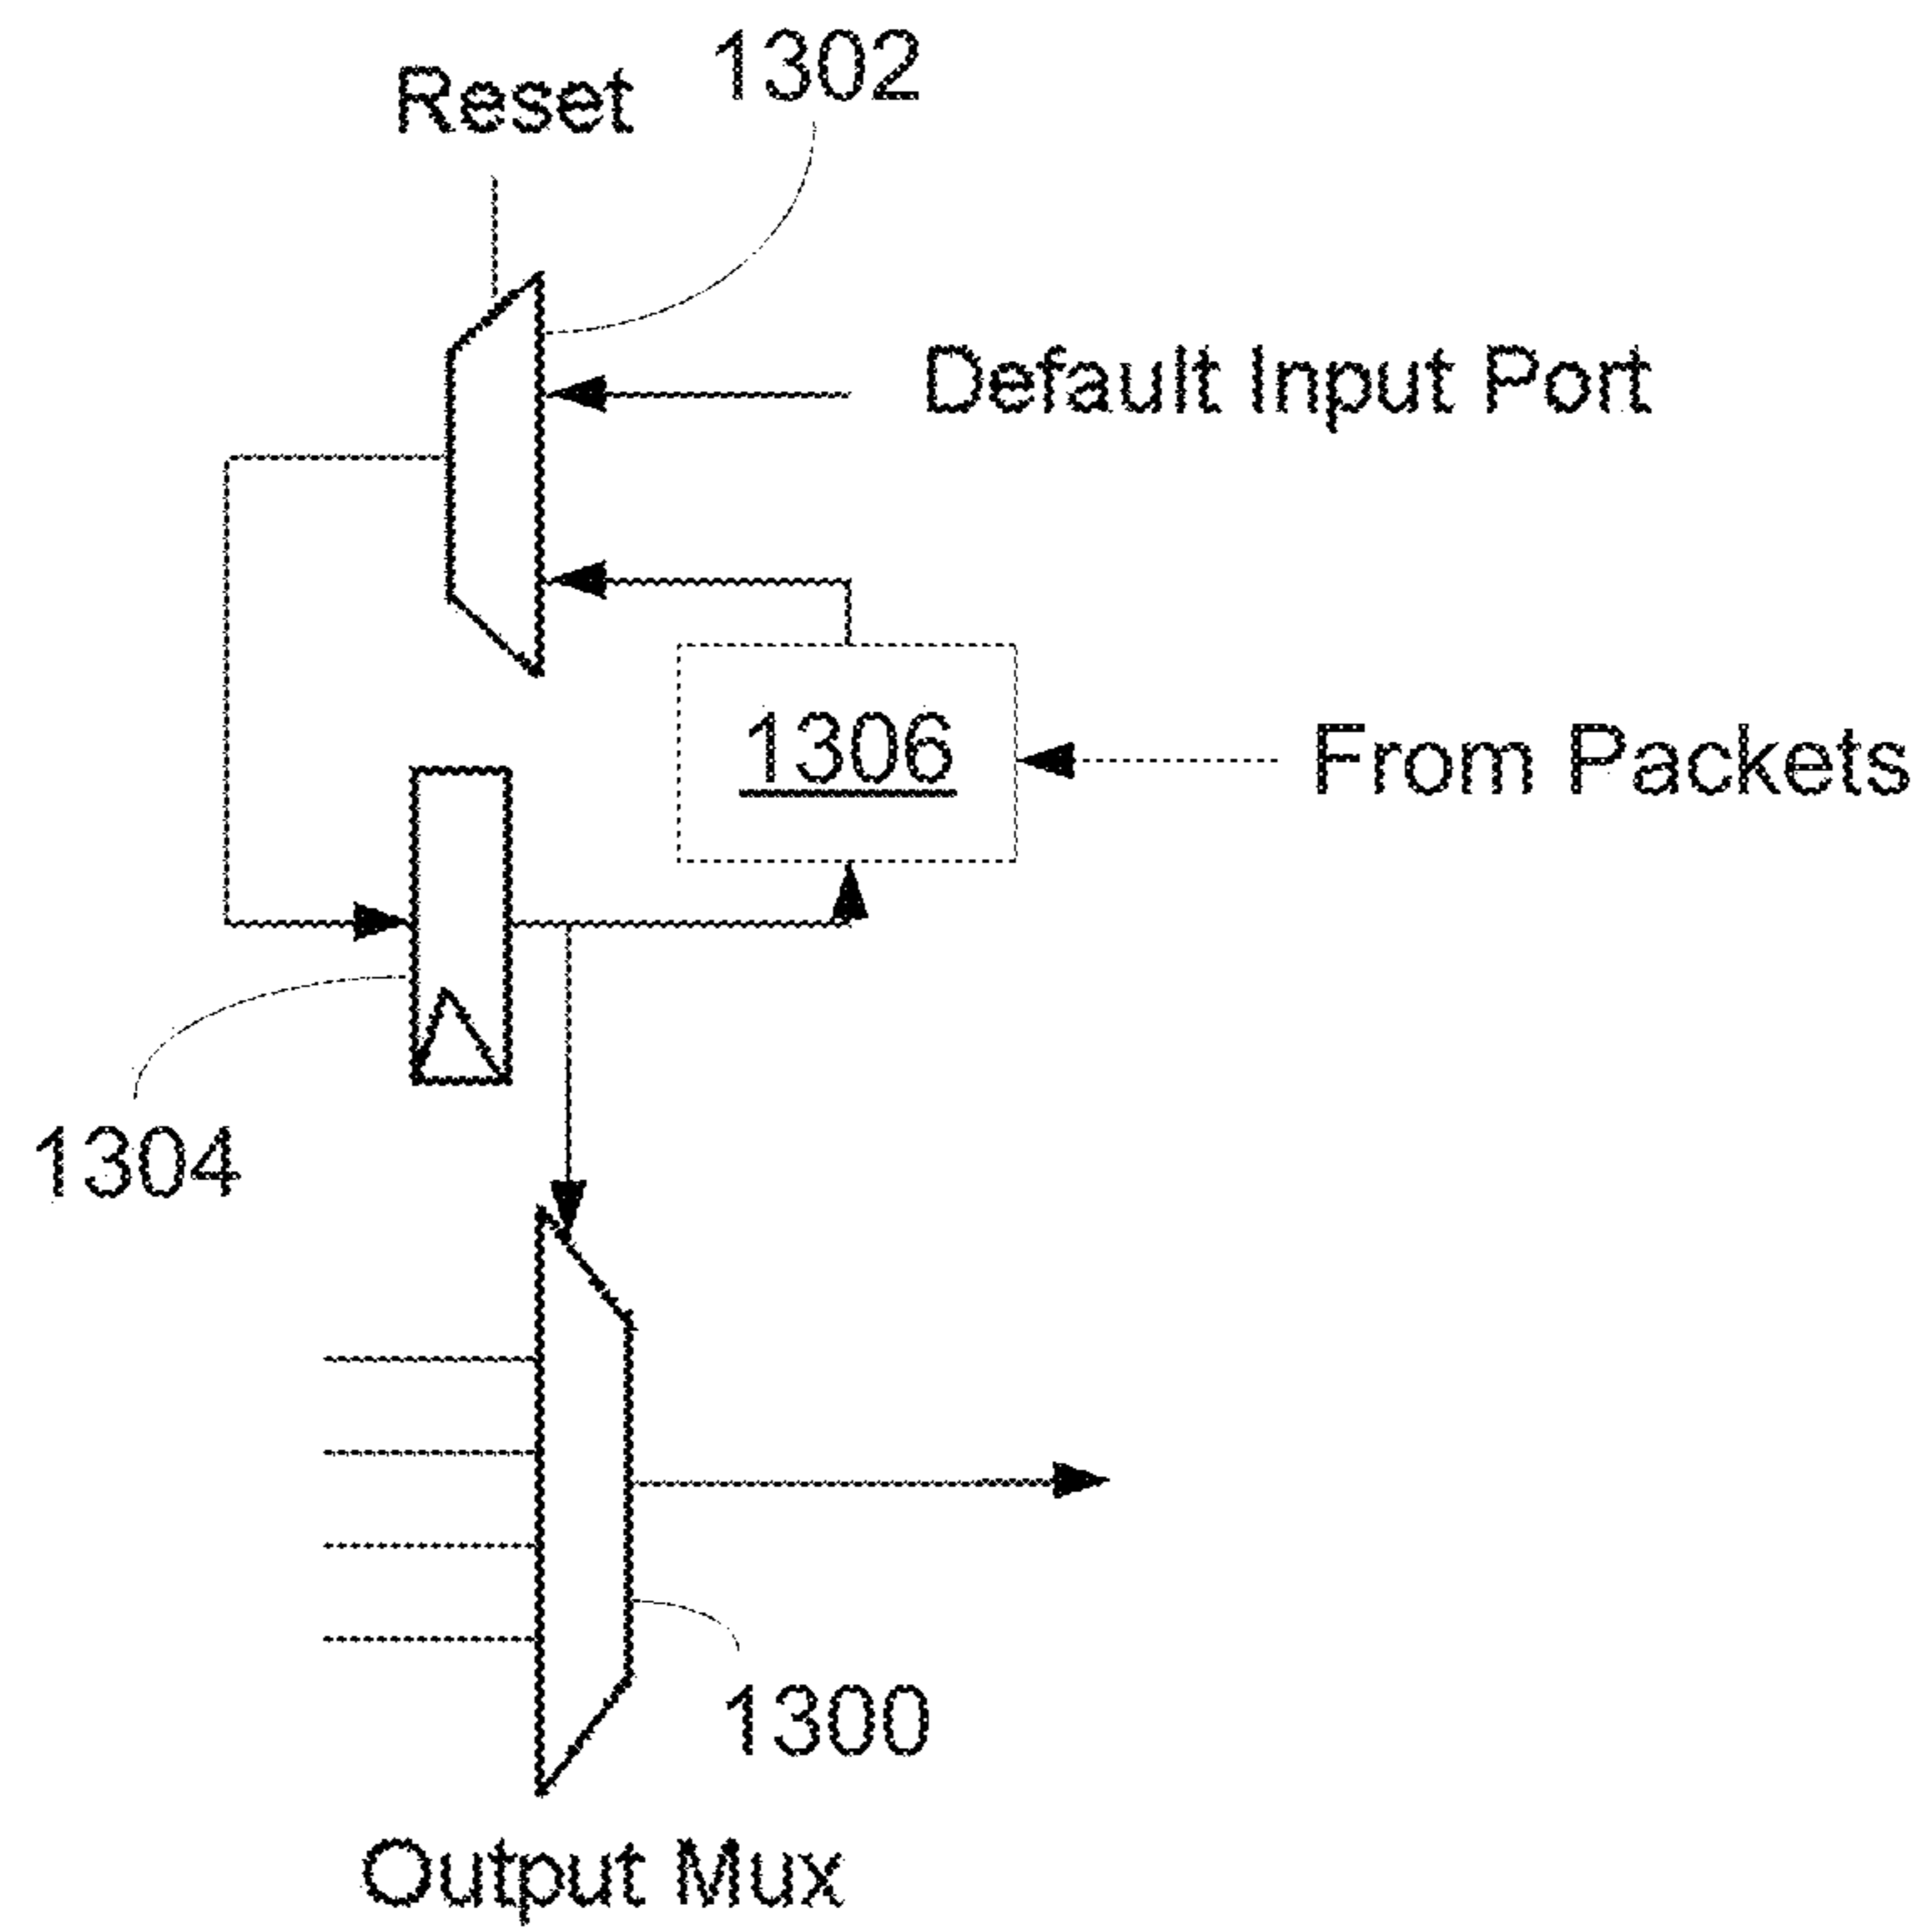 1302
Reset
Default Input Port
1306
From Packets
1304
1300
Output Mux